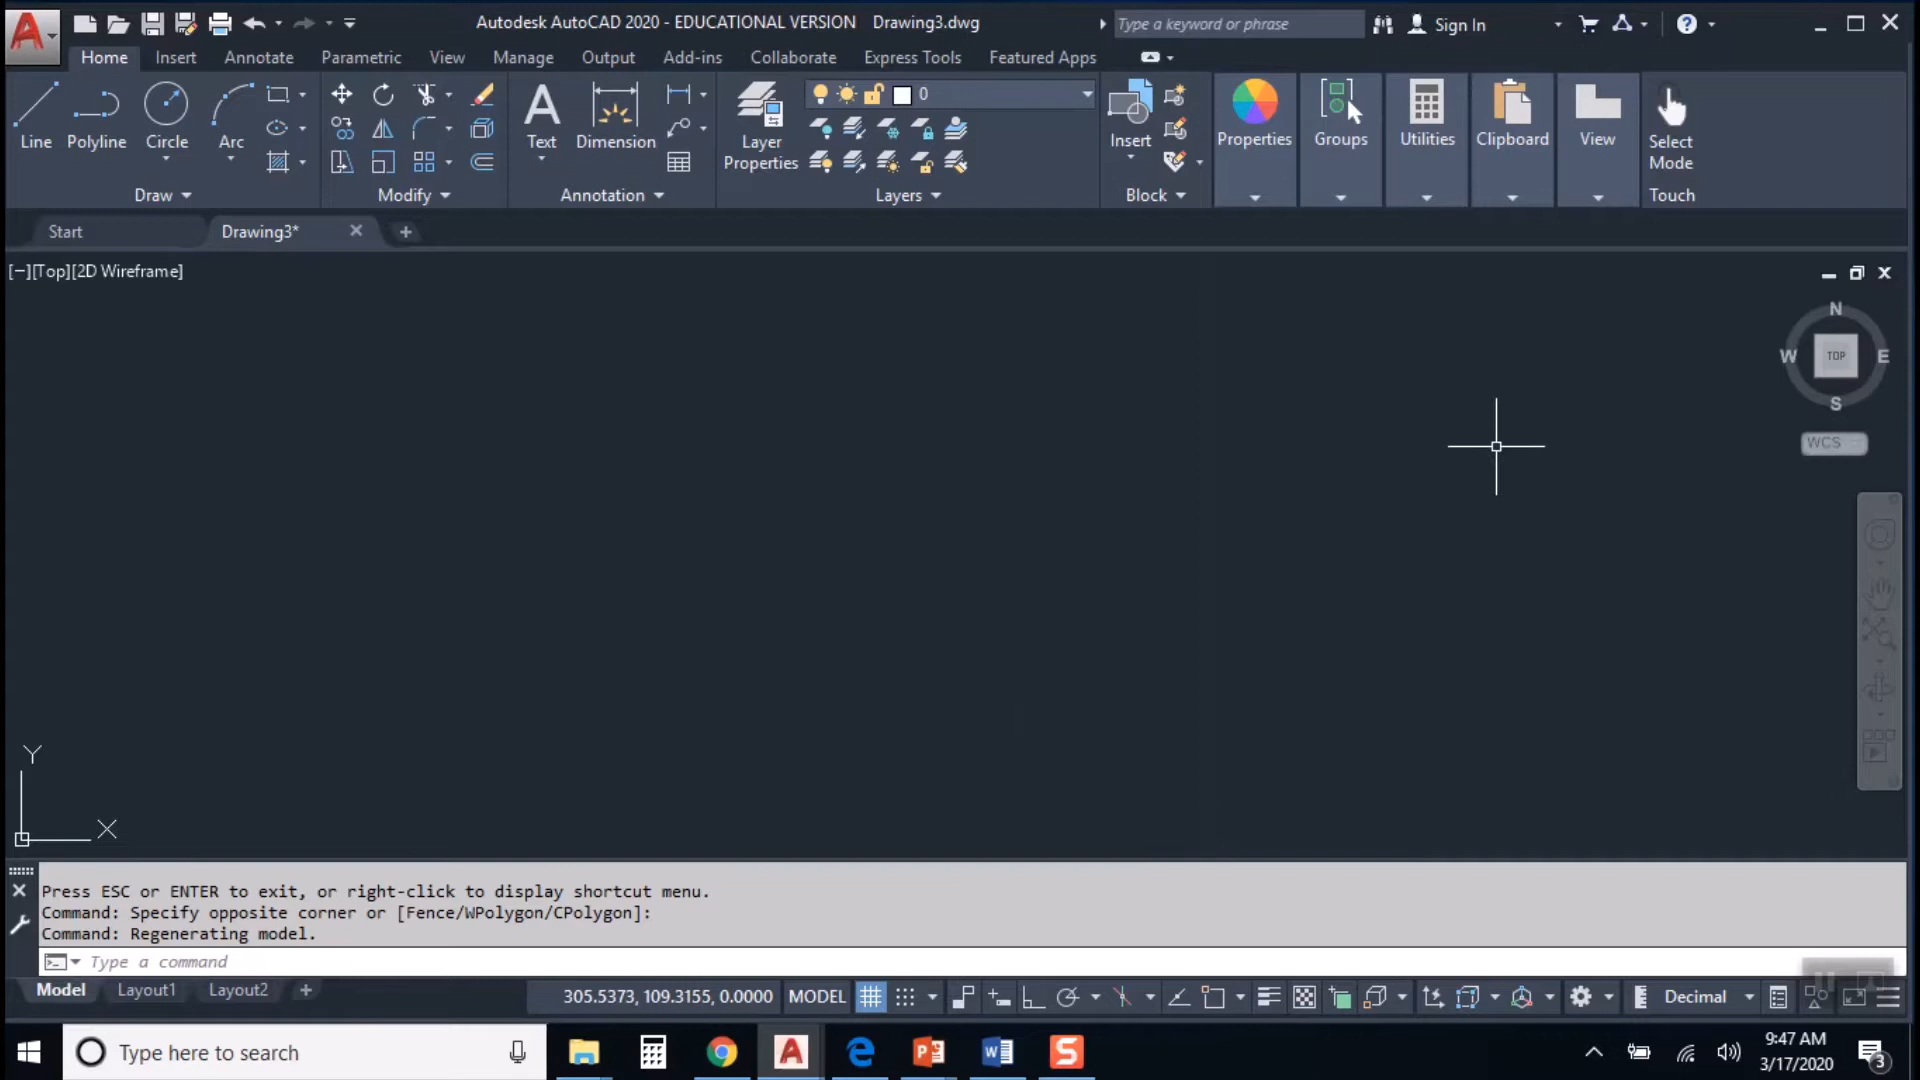 Autodesk AutoCAD 2020 - EDUCATIONAL VERSION Drawing3.dwg
Type a keyword or phrase
Sign In
Home Insert Annotate Parametric View Manage Output Add-ins Collaborate Express Tools Featured Apps
Line Polyline Circle Arc
Draw
Modify
A
Text Dimension
Annotation
Layer Properties
0
Layers
Insert
Block
Properties
Groups
Utilities
Clipboard
View
Select Mode
Touch
Start
Drawing3*
[−][Top][2D Wireframe]
N
W TOP E
S
WCS
Y
X
Press ESC or ENTER to exit, or right-click to display shortcut menu.
Command: Specify opposite corner or [Fence/WPolygon/CPolygon]:
Command: Regenerating model.
Type a command
Model Layout1 Layout2 +
305.5373, 109.3155, 0.0000 MODEL
Decimal
Type here to search
9:47 AM
3/17/2020
3